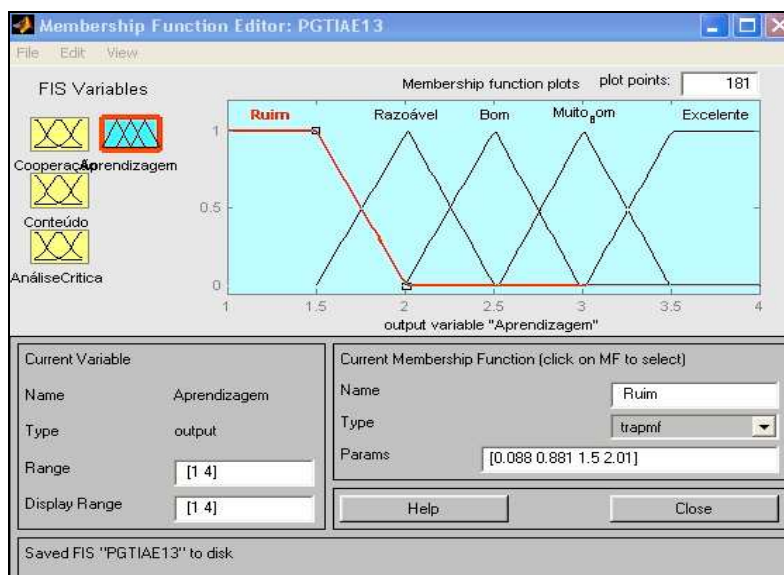 Membership Function Editor: PGTIAE13
File Edit View
FIS Variables
Membership function plots plot points: 181
Cooperação Aprendizagem
Conteúdo
AnáliseCrítica
Ruim Razoável Bom Muito_Bom Excelente
1
0.5
0
1 1.5 2 2.5 3 3.5 4
output variable "Aprendizagem"
Current Variable
Name Aprendizagem
Type output
Range [1 4]
Display Range [1 4]
Current Membership Function (click on MF to select)
Name Ruim
Type trapmf
Params [0.088 0.881 1.5 2.01]
Help Close
Saved FIS "PGTIAE13" to disk